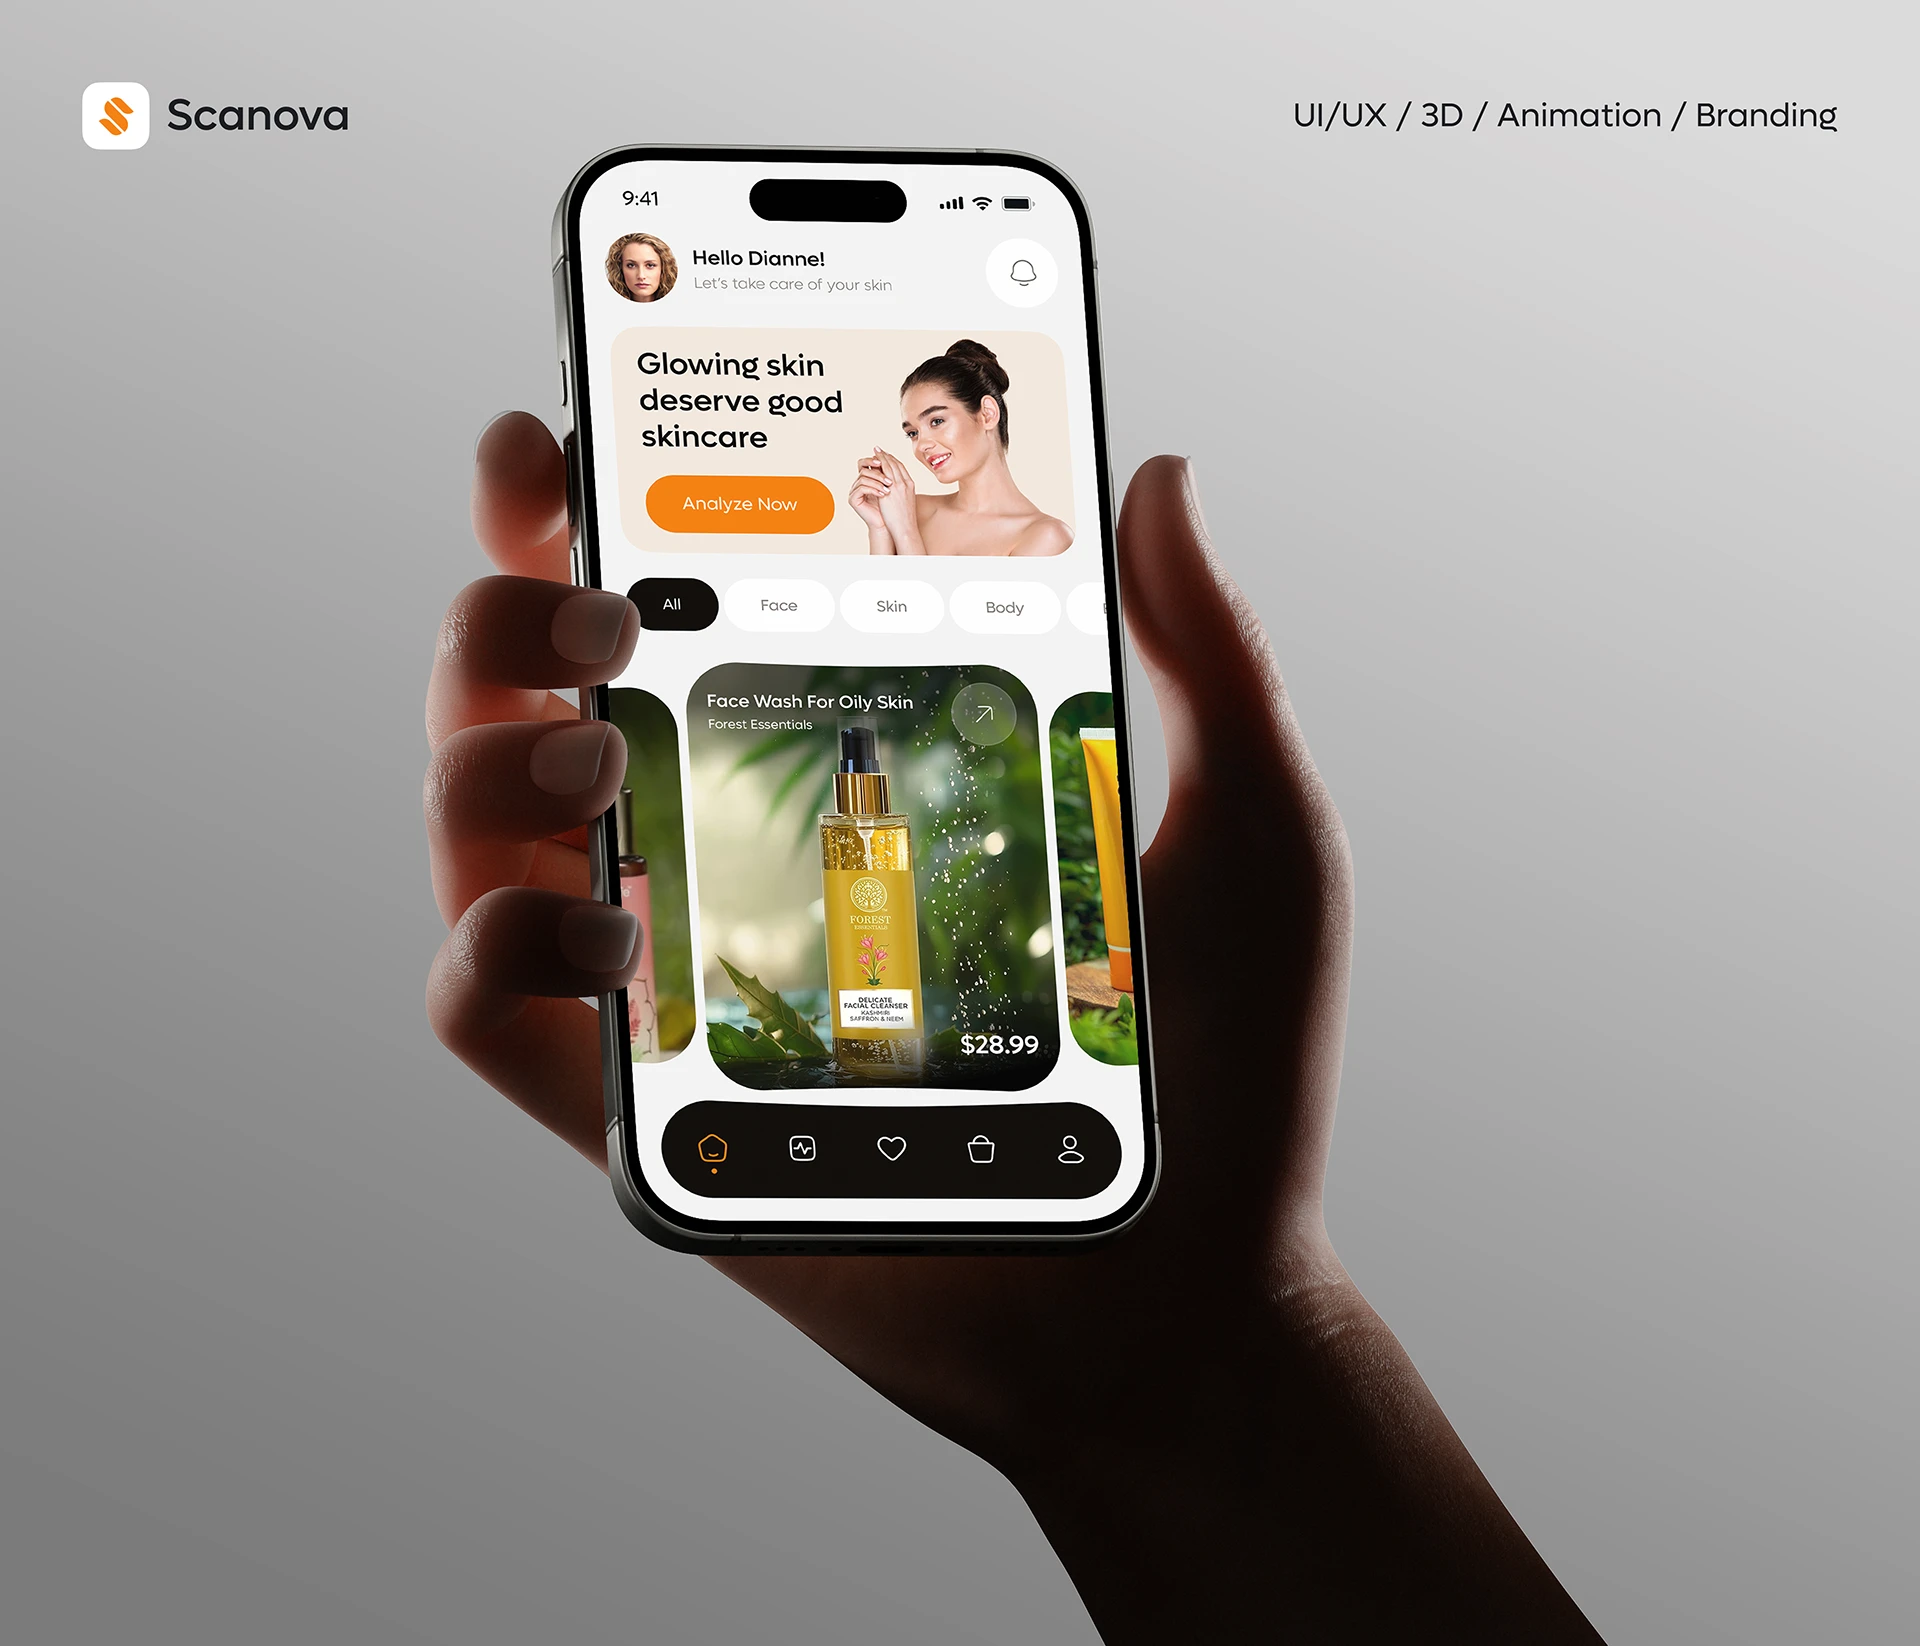 Scanova
UI/UX / 3D / Animation / Branding
9:41
Hello Dianne!
Let's take care of your skin
Glowing skin
deserve good
skincare
Analyze Now
All
Face
Skin
Body
Face Wash For Oily Skin
Forest Essentials
FOREST
ESSENTIALS
DELICATE
FACIAL CLEANSER
KASHMIRI
SAFFRON & NEEM
$28.99